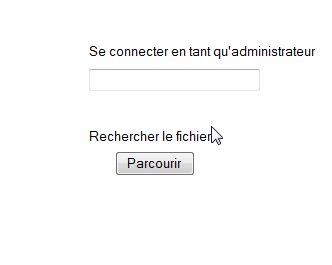 Se connecter en tant qu'administrateur
Rechercher le fichier
Parcourir